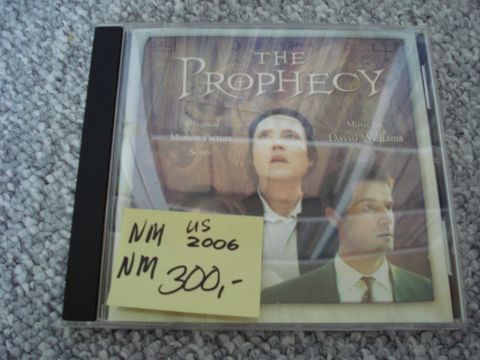 THE
PROPHECY
Original
Motion Picture
Score
Music by
David Williams
NM US
2006
NM 300,-